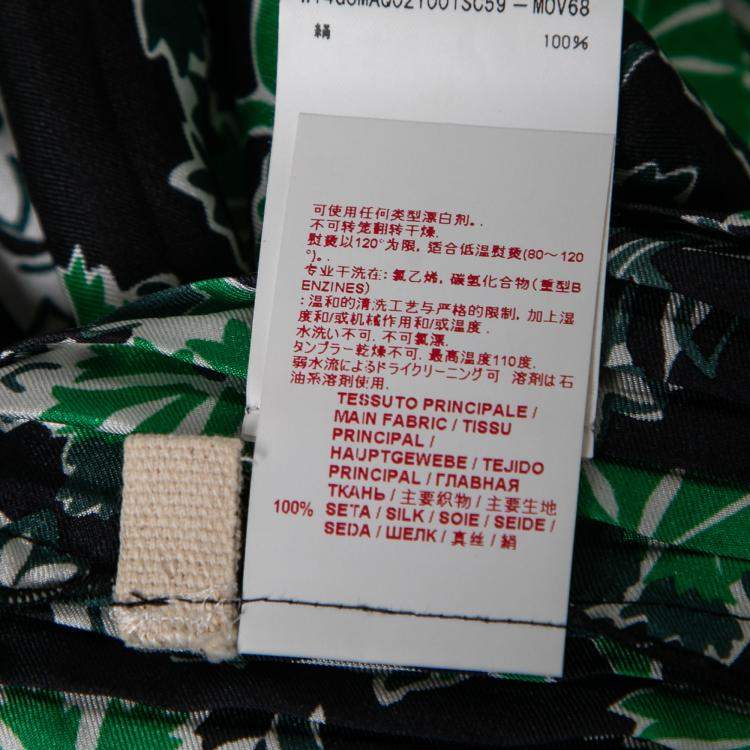 W14G8MAQ02Y001SC59-MOV68
絹 100%
可使用任何类型漂白剂。.
不可转笼翻转干燥.
熨烫以120°为限, 适合低温熨烫(80～120
°)。.
专业干洗在: 氯乙烯, 碳氢化合物(重型B
ENZINES)
:温和的清洗工艺与严格的限制, 加上湿
度和/或机械作用和/或温度.
水洗い不可. 不可氯漂.
タンブラー乾燥不可. 最高温度110度.
弱水流によるドライクリーニング可 溶剤は石
油系溶剤使用.
TESSUTO PRINCIPALE /
MAIN FABRIC / TISSU
PRINCIPAL /
HAUPTGEWEBE / TEJIDO
PRINCIPAL / ГЛАВНАЯ
ТКАНЬ / 主要织物 / 主要生地
100% SETA / SILK / SOIE / SEIDE /
SEDA / ШЕЛК / 真丝 / 絹